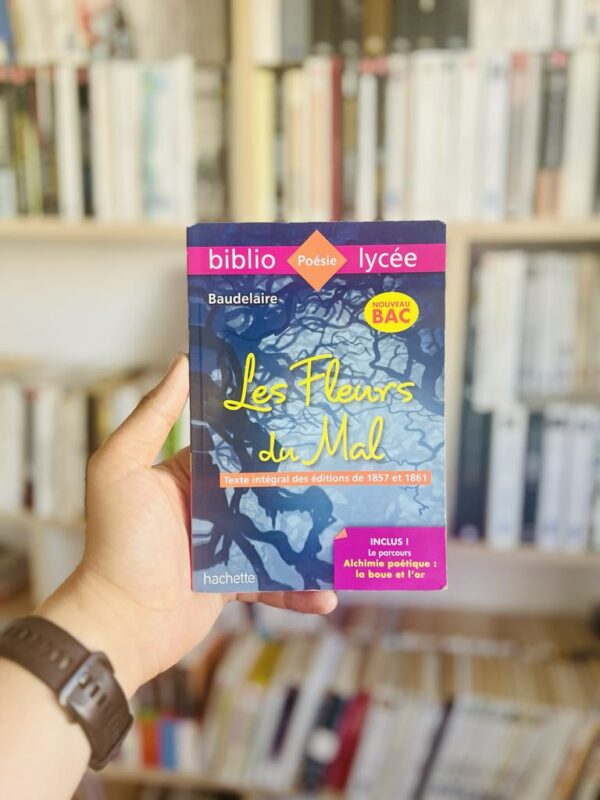 biblio Poésie lycée
Baudelaire
NOUVEAU
BAC
Les Fleurs
du Mal
Texte intégral des éditions de 1857 et 1861
INCLUS !
Le parcours
Alchimie poétique :
la boue et l'or
hachette